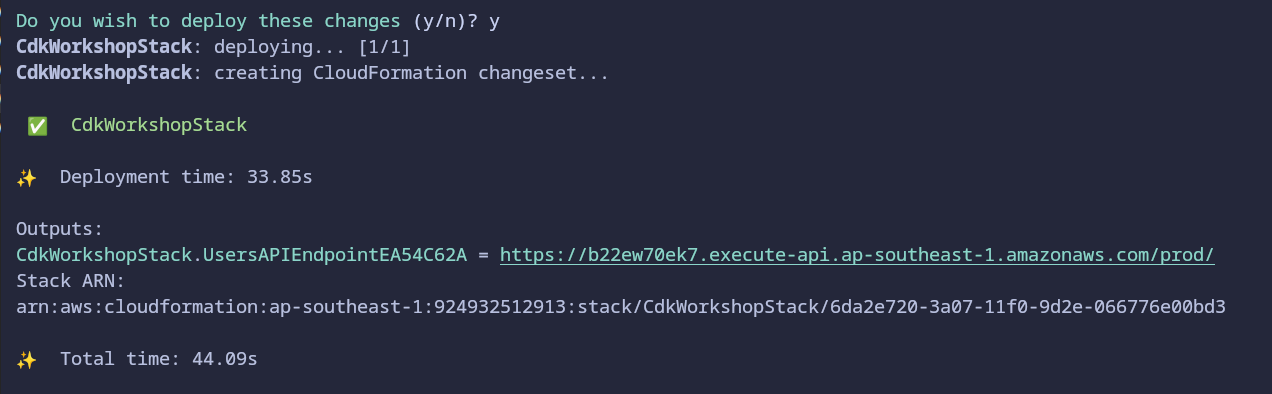 Do you wish to deploy these changes (y/n)? y
CdkWorkshopStack: deploying... [1/1]
CdkWorkshopStack: creating CloudFormation changeset...
✅ CdkWorkshopStack
✨ Deployment time: 33.85s
Outputs:
CdkWorkshopStack.UsersAPIEndpointEA54C62A = https://b22ew70ek7.execute-api.ap-southeast-1.amazonaws.com/prod/
Stack ARN:
arn:aws:cloudformation:ap-southeast-1:924932512913:stack/CdkWorkshopStack/6da2e720-3a07-11f0-9d2e-066776e00bd3
✨ Total time: 44.09s